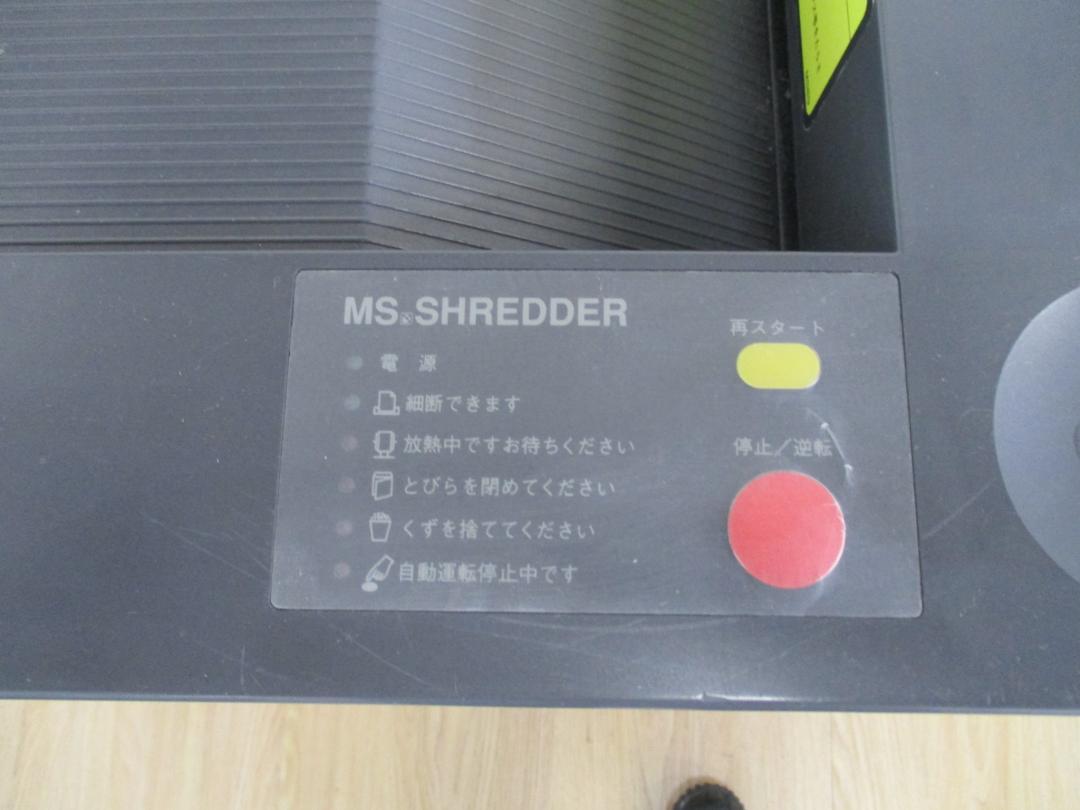 MS SHREDDER
電 源
細断できます
放熱中ですお待ちください
とびらを閉めてください
くずを捨ててください
自動運転停止中です
再スタート
停止/逆転